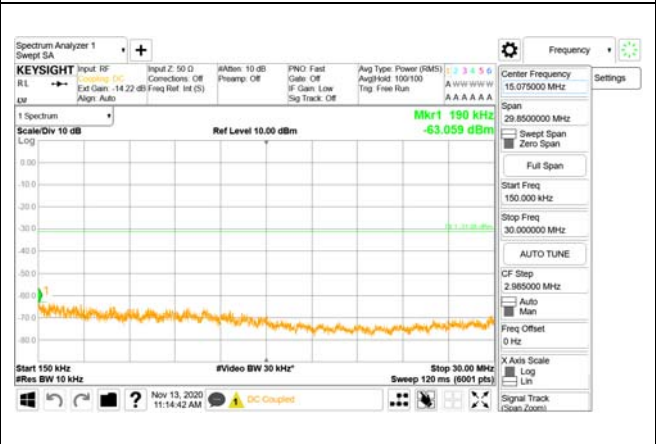 Spectrum Analyzer 1
Swept SA
Frequency
KEYSIGHT
RL
Input: RF
Coupling: DC
Ext Gain: -14.22 dB
Align: Auto
Input Z: 50 Ω
Corrections: Off
Freq Ref: Int (S)
#Atten: 10 dB
Preamp: Off
PNO: Fast
Gate: Off
IF Gain: Low
Sig Track: Off
Avg Type: Power (RMS)
Avg|Hold: 100/100
Trig: Free Run
1 2 3 4 5 6
A W W W W W
A A A A A A
1 Spectrum
Scale/Div 10 dB
Log
Ref Level 10.00 dBm
Mkr1 190 kHz
-63.059 dBm
0.00
-10.0
-20.0
-30.0
-40.0
-50.0
-60.0
-70.0
-80.0
1
Start 150 kHz
#Res BW 10 kHz
#Video BW 30 kHz*
Stop 30.00 MHz
Sweep 120 ms (6001 pts)
Nov 13, 2020
11:14:42 AM
DC Coupled
Center Frequency
15.075000 MHz
Settings
Span
29.8500000 MHz
Swept Span
Zero Span
Full Span
Start Freq
150.000 kHz
Stop Freq
30.000000 MHz
AUTO TUNE
CF Step
2.985000 MHz
Auto
Man
Freq Offset
0 Hz
X Axis Scale
Log
Lin
Signal Track
(Span Zoom)